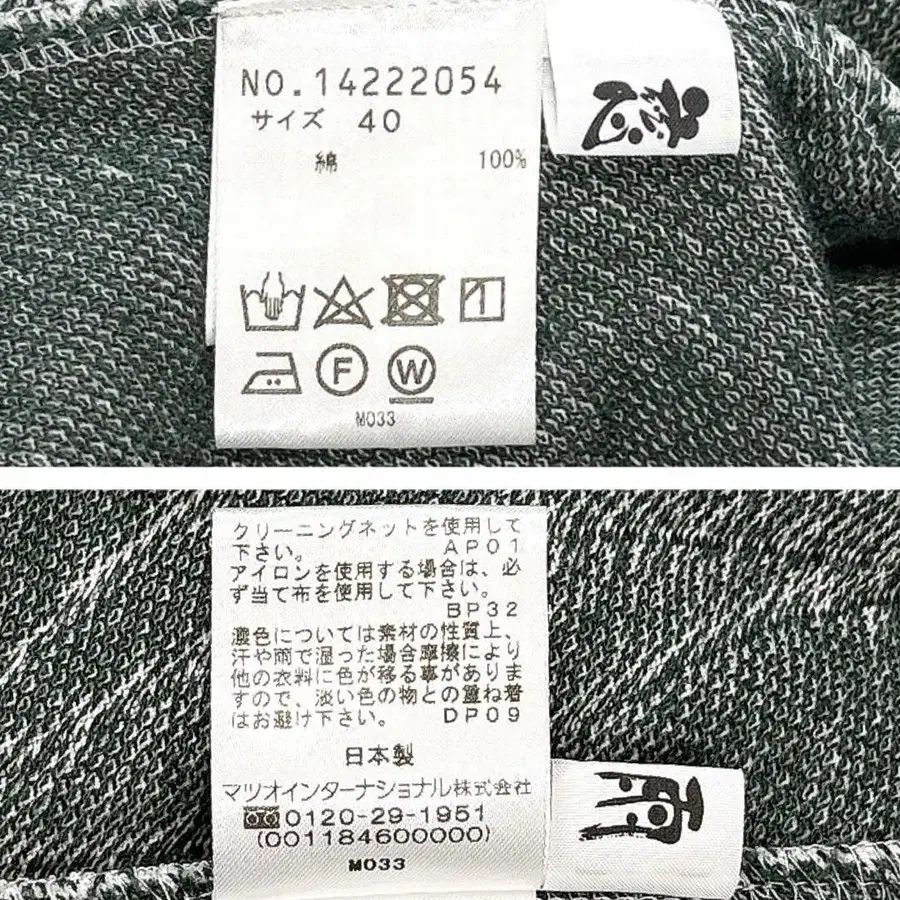 NO.14222054
サイズ 40
綿 100%
F
W
M033
クリーニングネットを使用して
下さい。 AP01
アイロンを使用する場合は、必
ず当て布を使用して下さい。
BP32
濃色については素材の性質上、
汗や雨で湿った場合摩擦により
他の衣料に色が移る事がありま
すので、淡い色の物との重ね着
はお避け下さい。 DP09
日本製
マツオインターナショナル株式会社
0120-29-1951
(001184600000)
M033